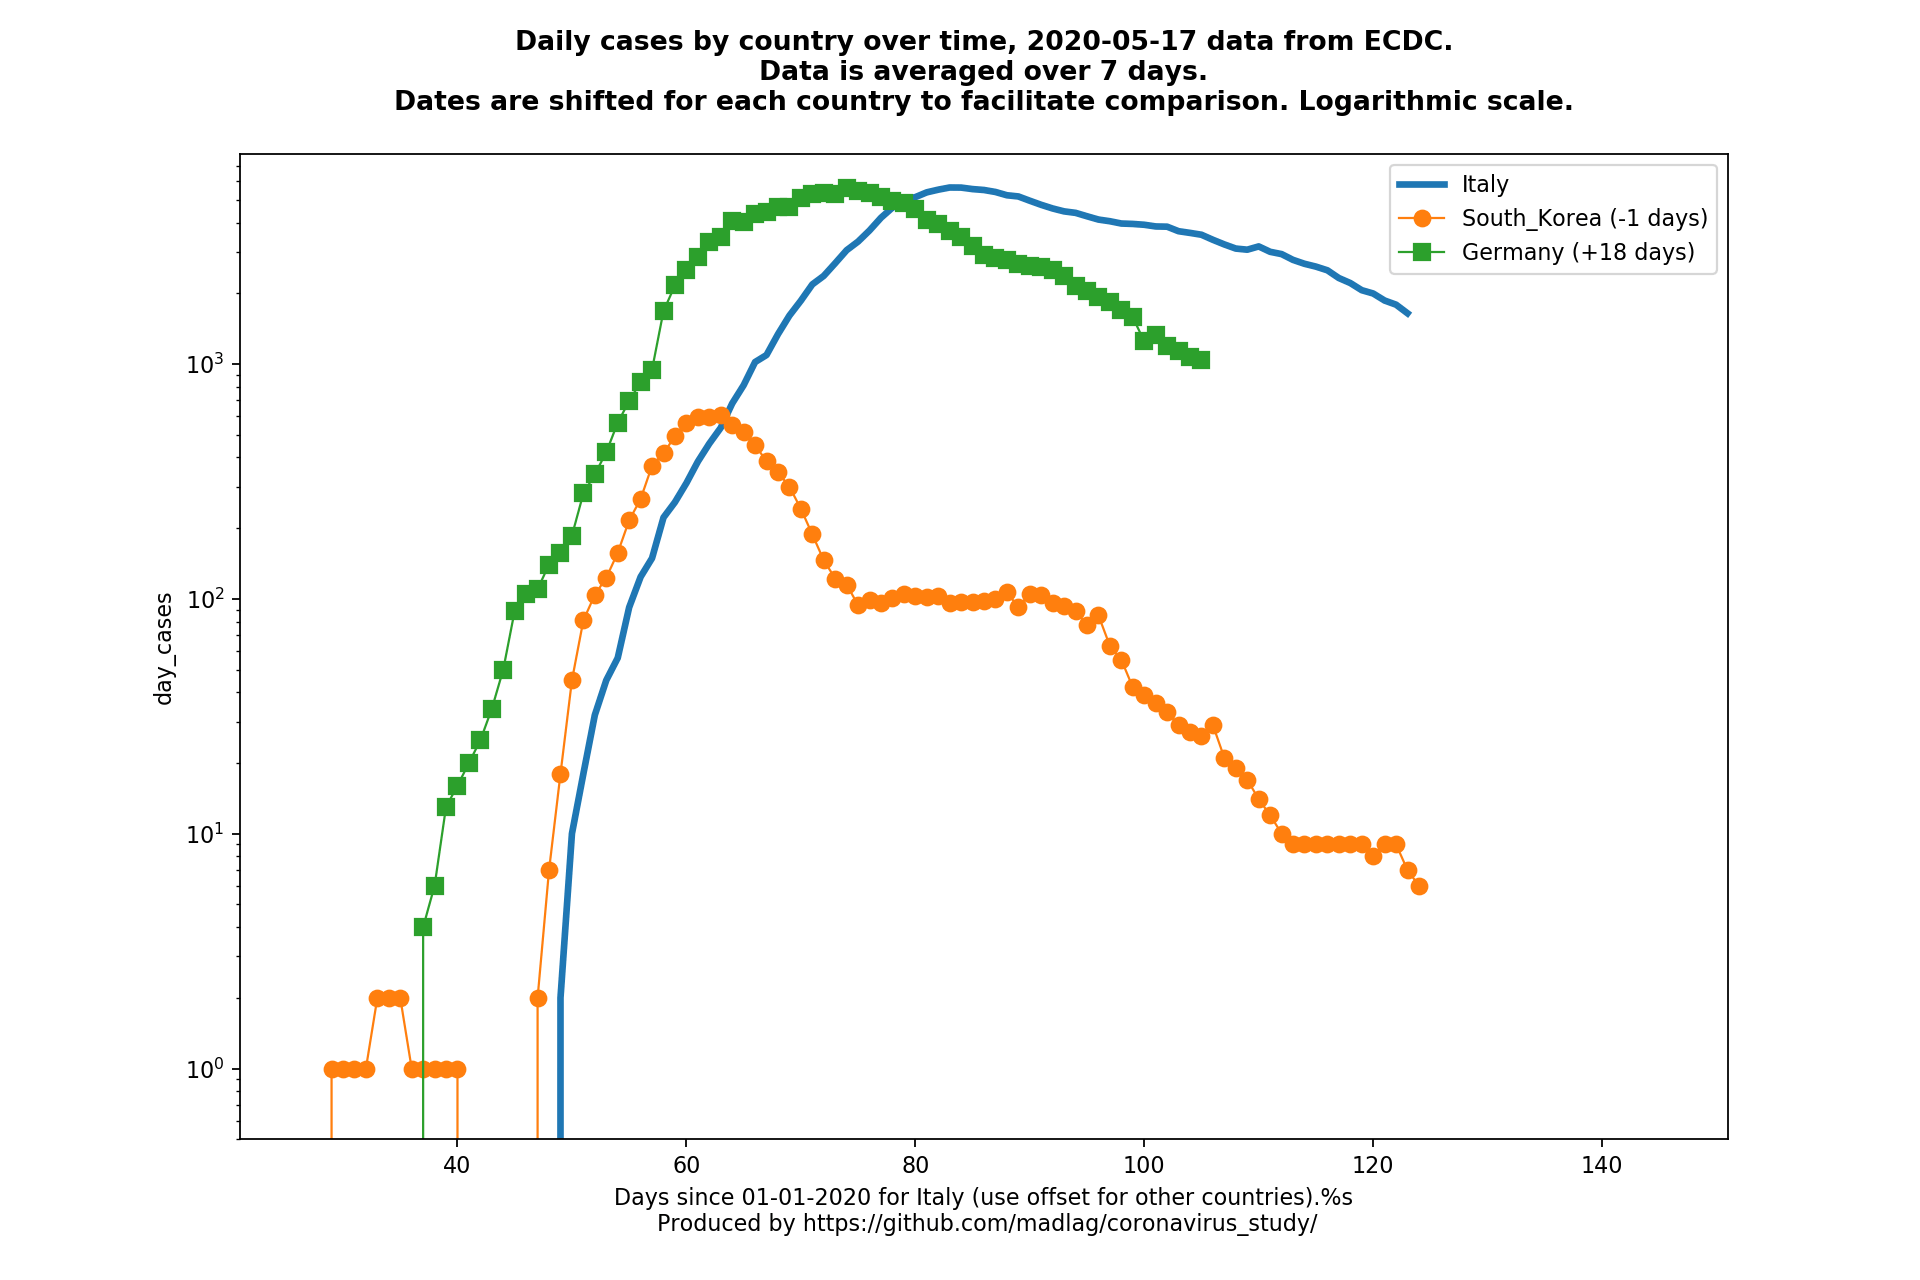 Daily cases by country over time, 2020-05-17 data from ECDC.
Data is averaged over 7 days.
Dates are shifted for each country to facilitate comparison. Logarithmic scale.
Italy
South_Korea (-1 days)
Germany (+18 days)
day_cases
10³
10²
10¹
10⁰
40 60 80 100 120 140
Days since 01-01-2020 for Italy (use offset for other countries).%s
Produced by https://github.com/madlag/coronavirus_study/